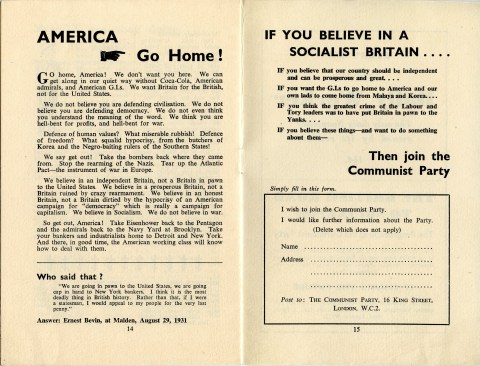 AMERICA
Go Home!
GO home, America! We don't want you here. We can
get along in our quiet way without Coca-Cola, American
admirals, and American G.I.s. We want Britain for the British,
not for the United States.
We do not believe you are defending civilisation. We do not
believe you are defending democracy. We do not even think
you understand the meaning of the word. We think you are
hell-bent for profits, and hell-bent for war.
Defence of human values? What miserable rubbish! Defence
of freedom? What squalid hypocrisy, from the butchers of
Korea and the Negro-baiting rulers of the Southern States!
We say get out! Take the bombers back where they came
from. Stop the rearming of the Nazis. Tear up the Atlantic
Pact—the instrument of war in Europe.
We believe in an independent Britain, not a Britain in pawn
to the United States. We believe in a prosperous Britain, not a
Britain ruined by crazy rearmament. We believe in an honest
Britain, not a Britain dirtied by the hypocrisy of an American
campaign for "democracy" which is really a campaign for
capitalism. We believe in Socialism. We do not believe in war.
So get out, America! Take Eisenhower back to the Pentagon
and the admirals back to the Navy Yard at Brooklyn. Take
your bankers and industrialists home to Detroit and New York.
And there, in good time, the American working class will know
how to deal with them.
Who said that?
"We are going in pawn to the United States, we are going
cap in hand to New York bankers. I think it is the most
deadly thing in British history. Rather than that, if I were
a statesman, I would appeal to my people for the very last
penny."
Answer: Ernest Bevin, at Malden, August 29, 1931
14
IF YOU BELIEVE IN A
SOCIALIST BRITAIN ....
IF you believe that our country should be independent
and can be prosperous and great. . . .
IF you want the G.I.s to go home to America and our
own lads to come home from Malaya and Korea. . . .
IF you think the greatest crime of the Labour and
Tory leaders was to have put Britain in pawn to the
Yanks. . . .
IF you believe these things—and want to do something
about them—
Then join the
Communist Party
Simply fill in this form.
I wish to join the Communist Party.
I would like further information about the Party.
(Delete which does not apply)
Name
Address
Post to: THE COMMUNIST PARTY, 16 KING STREET,
LONDON, W.C.2.
15